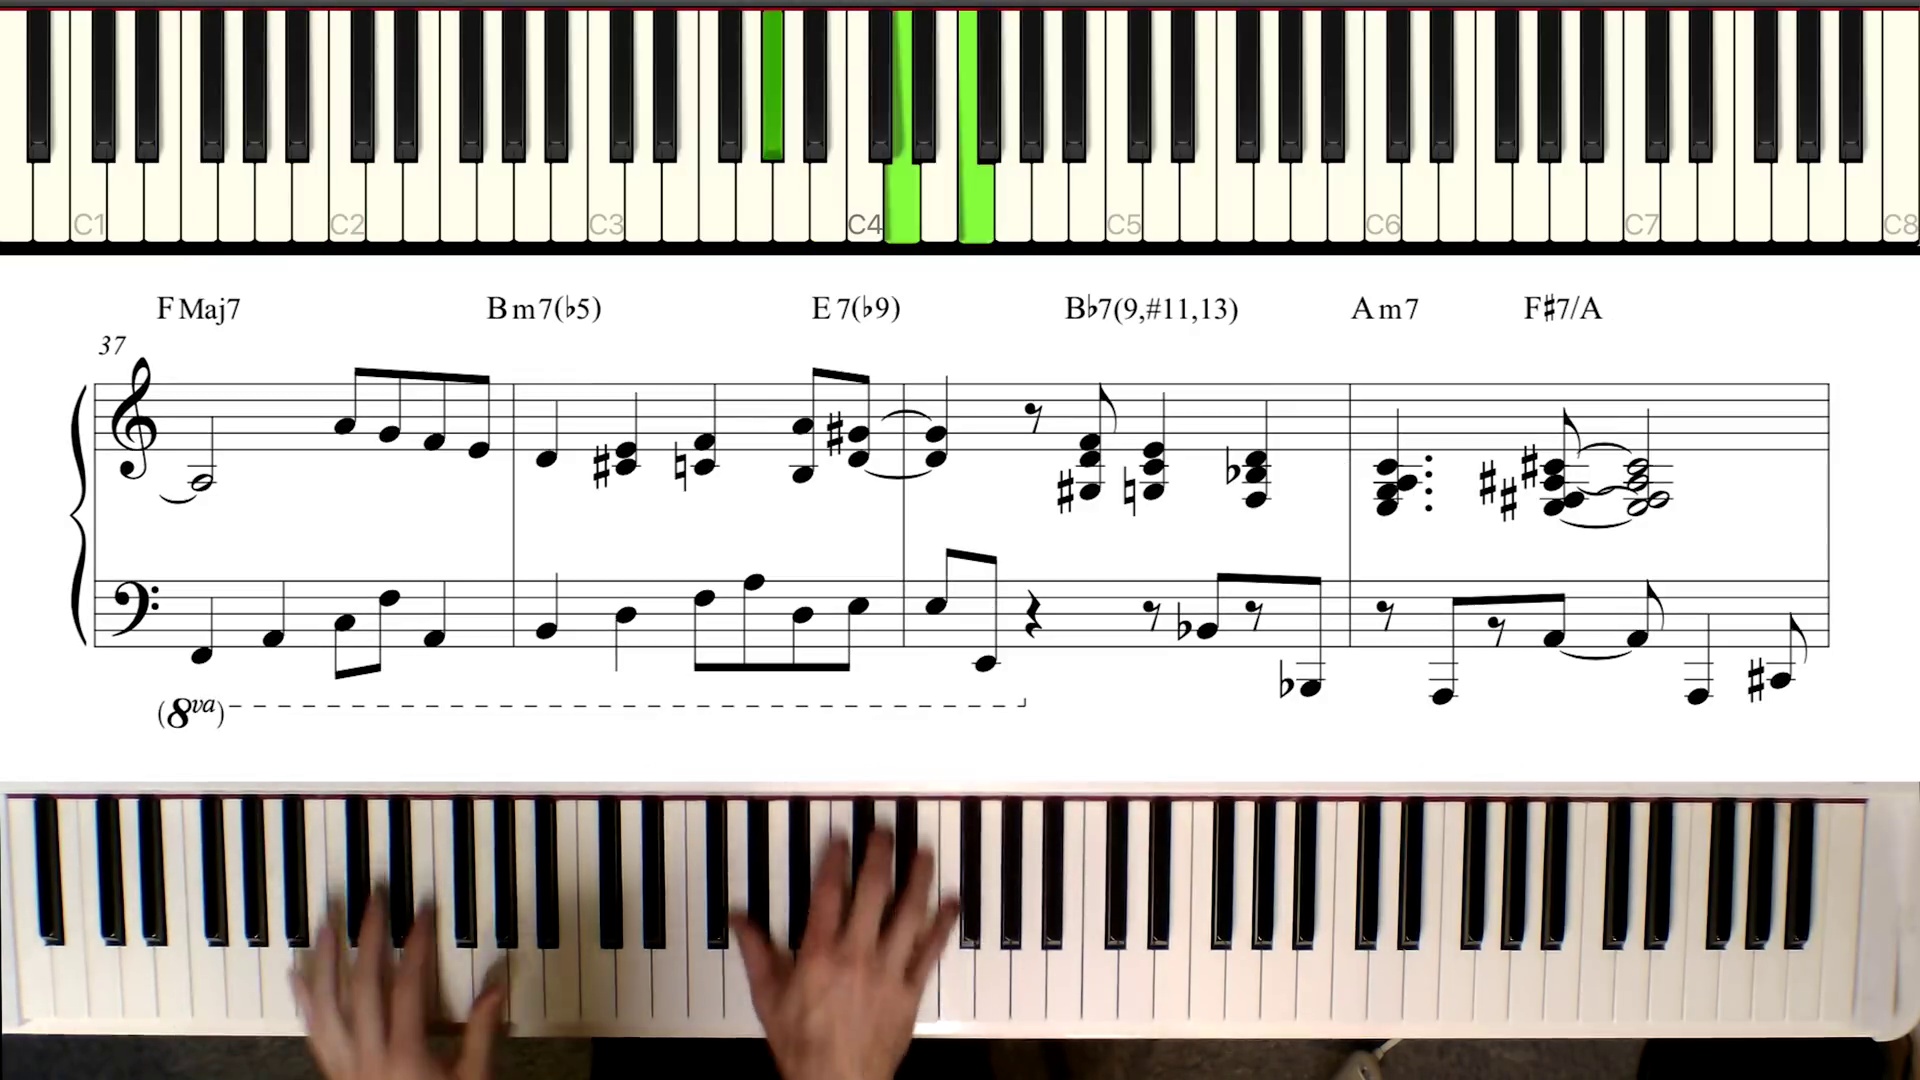 C1 C2 C3 C4 C5 C6 C7 C8
F Maj7 B m7(♭5) E 7(♭9) B♭7(9,#11,13) A m7 F♯7/A
37
(8va)